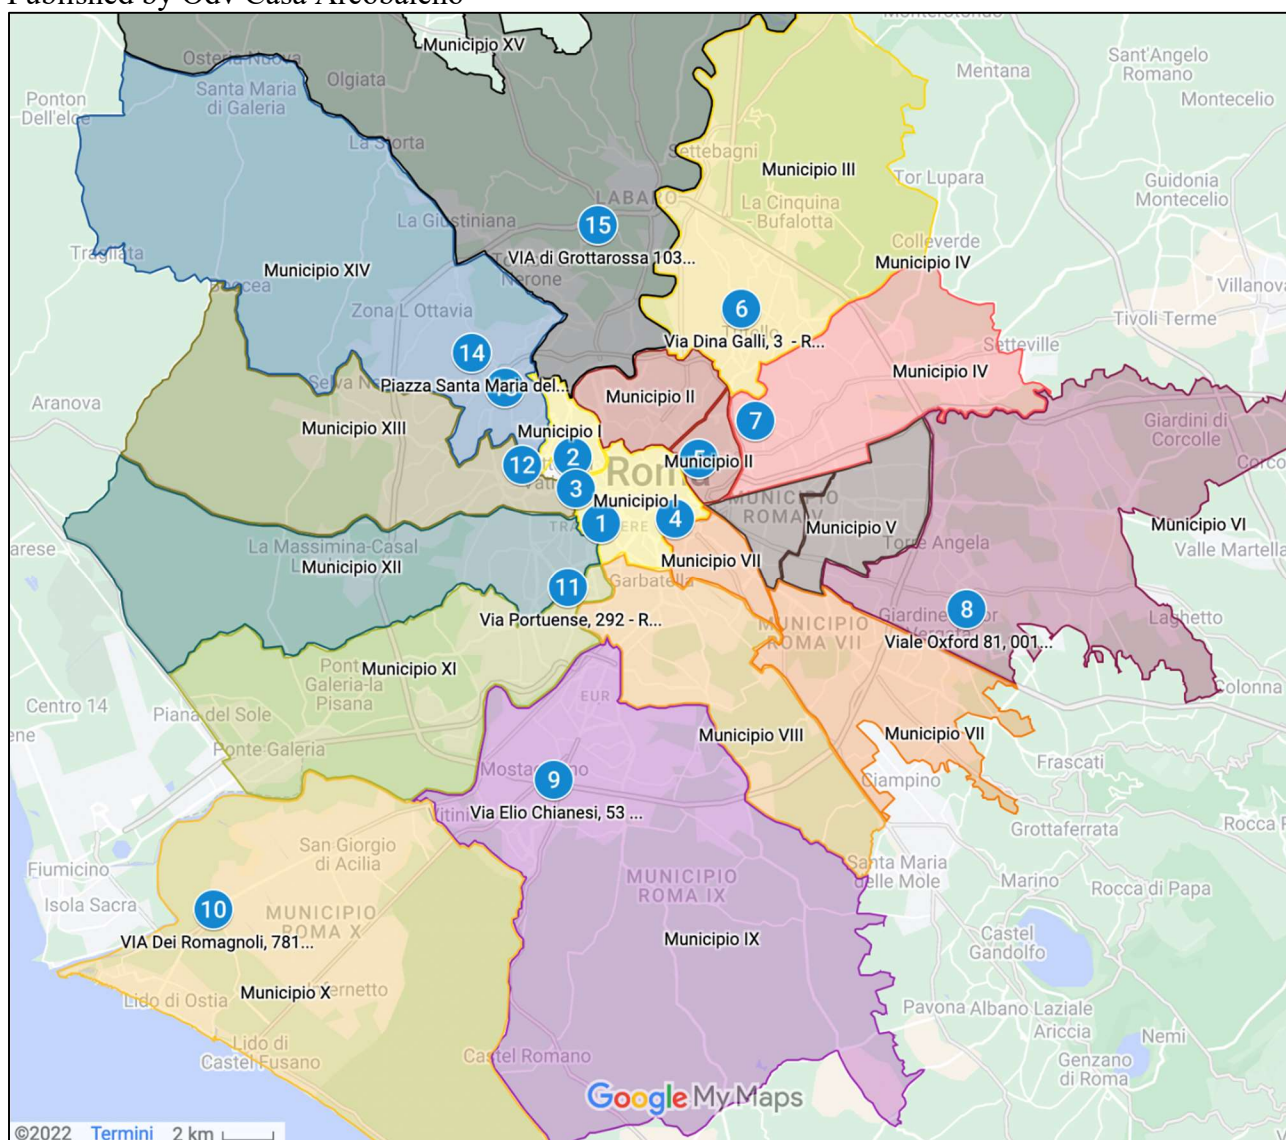 Published by Odv Casa Arcobaleno
Municipio XV
Monterotondo
Osteria Nuova
Sant'Angelo
Romano
Mentana
Olgiata
Ponton
Dell'elce
Santa Maria
di Galeria
Montecelio
La Storta
Settebagni
Municipio III
Tor Lupara
Guidonia
Montecelio
LABARO
La Cinquina
- Bufalotta
La Giustiniana
15
Colleverde
Tragliata
VIA di Grottarossa 103...
Municipio IV
Municipio XIV
Nerone
Boccea
Villanova
Zona L Ottavia
6
Tivoli Terme
Via Dina Galli, 3 - R...
Setteville
14
Municipio IV
Piazza Santa Maria del...
Aranova
Municipio II
7
Giardini di
Corcolle
Municipio XIII
Municipio I
2
5
12
Roma
Municipio II
3
Municipio I
MUNICIPIO
ROMA V
Municipio V
Municipio VI
1
4
Torre Angela
Valle Martella
La Massimina-Casal
Municipio XII
Municipio VII
Garbatella
11
8
Laghetto
Via Portuense, 292 - R...
MUNICIPIO
ROMA VII
Viale Oxford 81, 001...
Municipio XI
Galeria-la
Pisana
EUR
Colonna
Centro 14
Piana del Sole
Ponte Galeria
Municipio VIII
Municipio VII
Frascati
9
Ciampino
Via Elio Chianesi, 53 ...
Grottaferrata
San Giorgio
di Acilia
Fiumicino
Santa Maria
delle Mole
Marino
Rocca di Papa
Isola Sacra
10
MUNICIPIO
ROMA X
MUNICIPIO
ROMA IX
VIA Dei Romagnoli, 781...
Municipio IX
Castel
Gandolfo
Lido di Ostia
Municipio X
Pavona
Albano Laziale
Ariccia
Nemi
Lido di
Castel Fusano
Castel Romano
Genzano
di Roma
Google My Maps
©2022 Termini 2 km